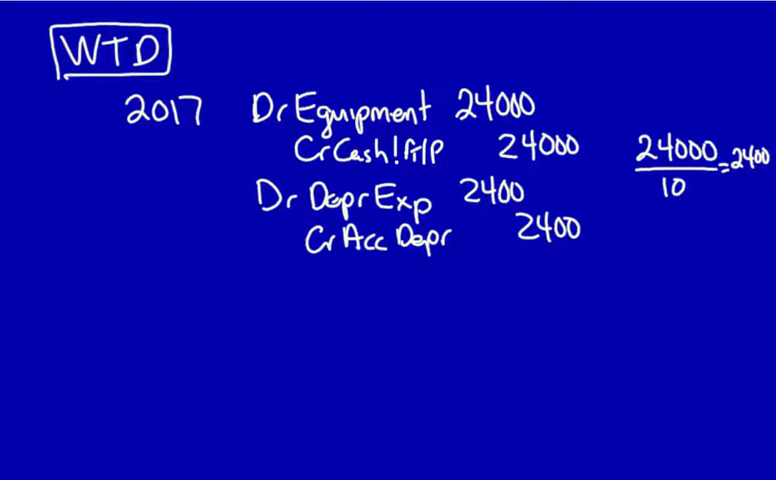 WTD
2017 Dr Equipment 24000
Cr Cash! A/P 24000
24000
10
=2400
Dr Depr Exp 2400
Cr Acc Depr 2400